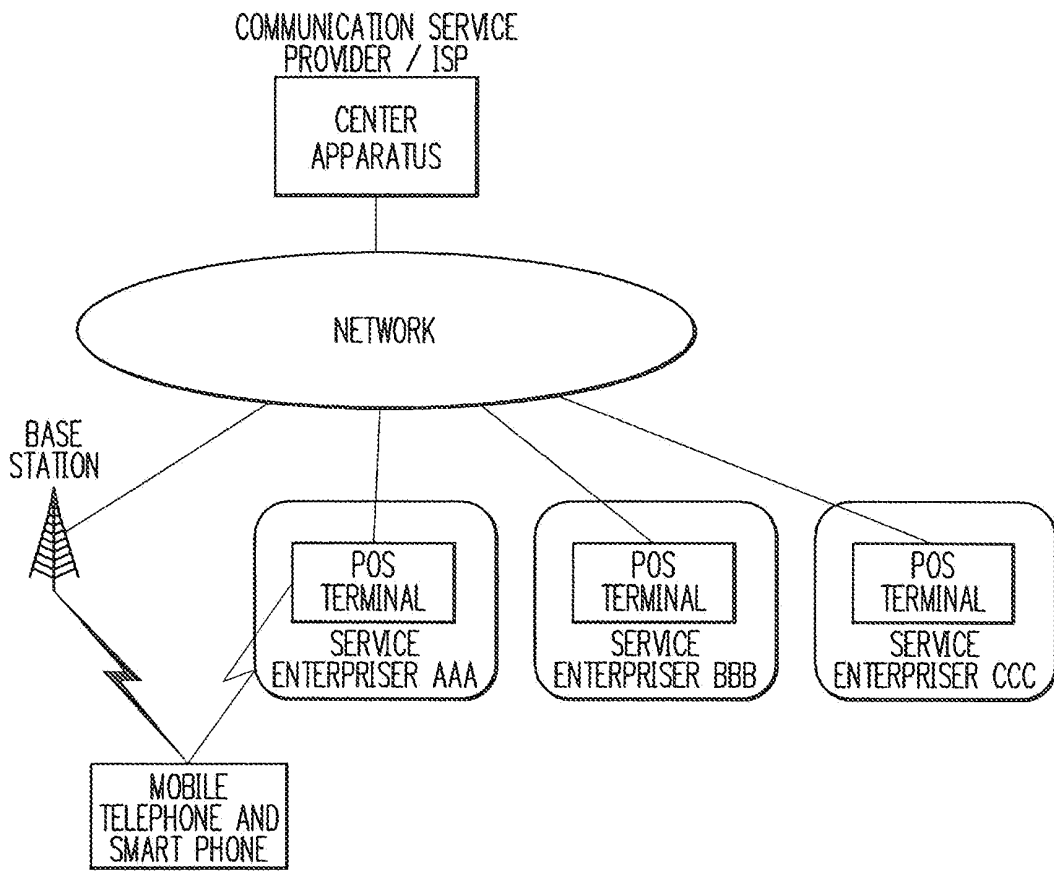 COMMUNICATION SERVICE
PROVIDER / ISP
CENTER
APPARATUS
NETWORK
BASE
STATION
POS
TERMINAL
SERVICE
ENTERPRISER AAA
POS
TERMINAL
SERVICE
ENTERPRISER BBB
POS
TERMINAL
SERVICE
ENTERPRISER CCC
MOBILE
TELEPHONE AND
SMART PHONE